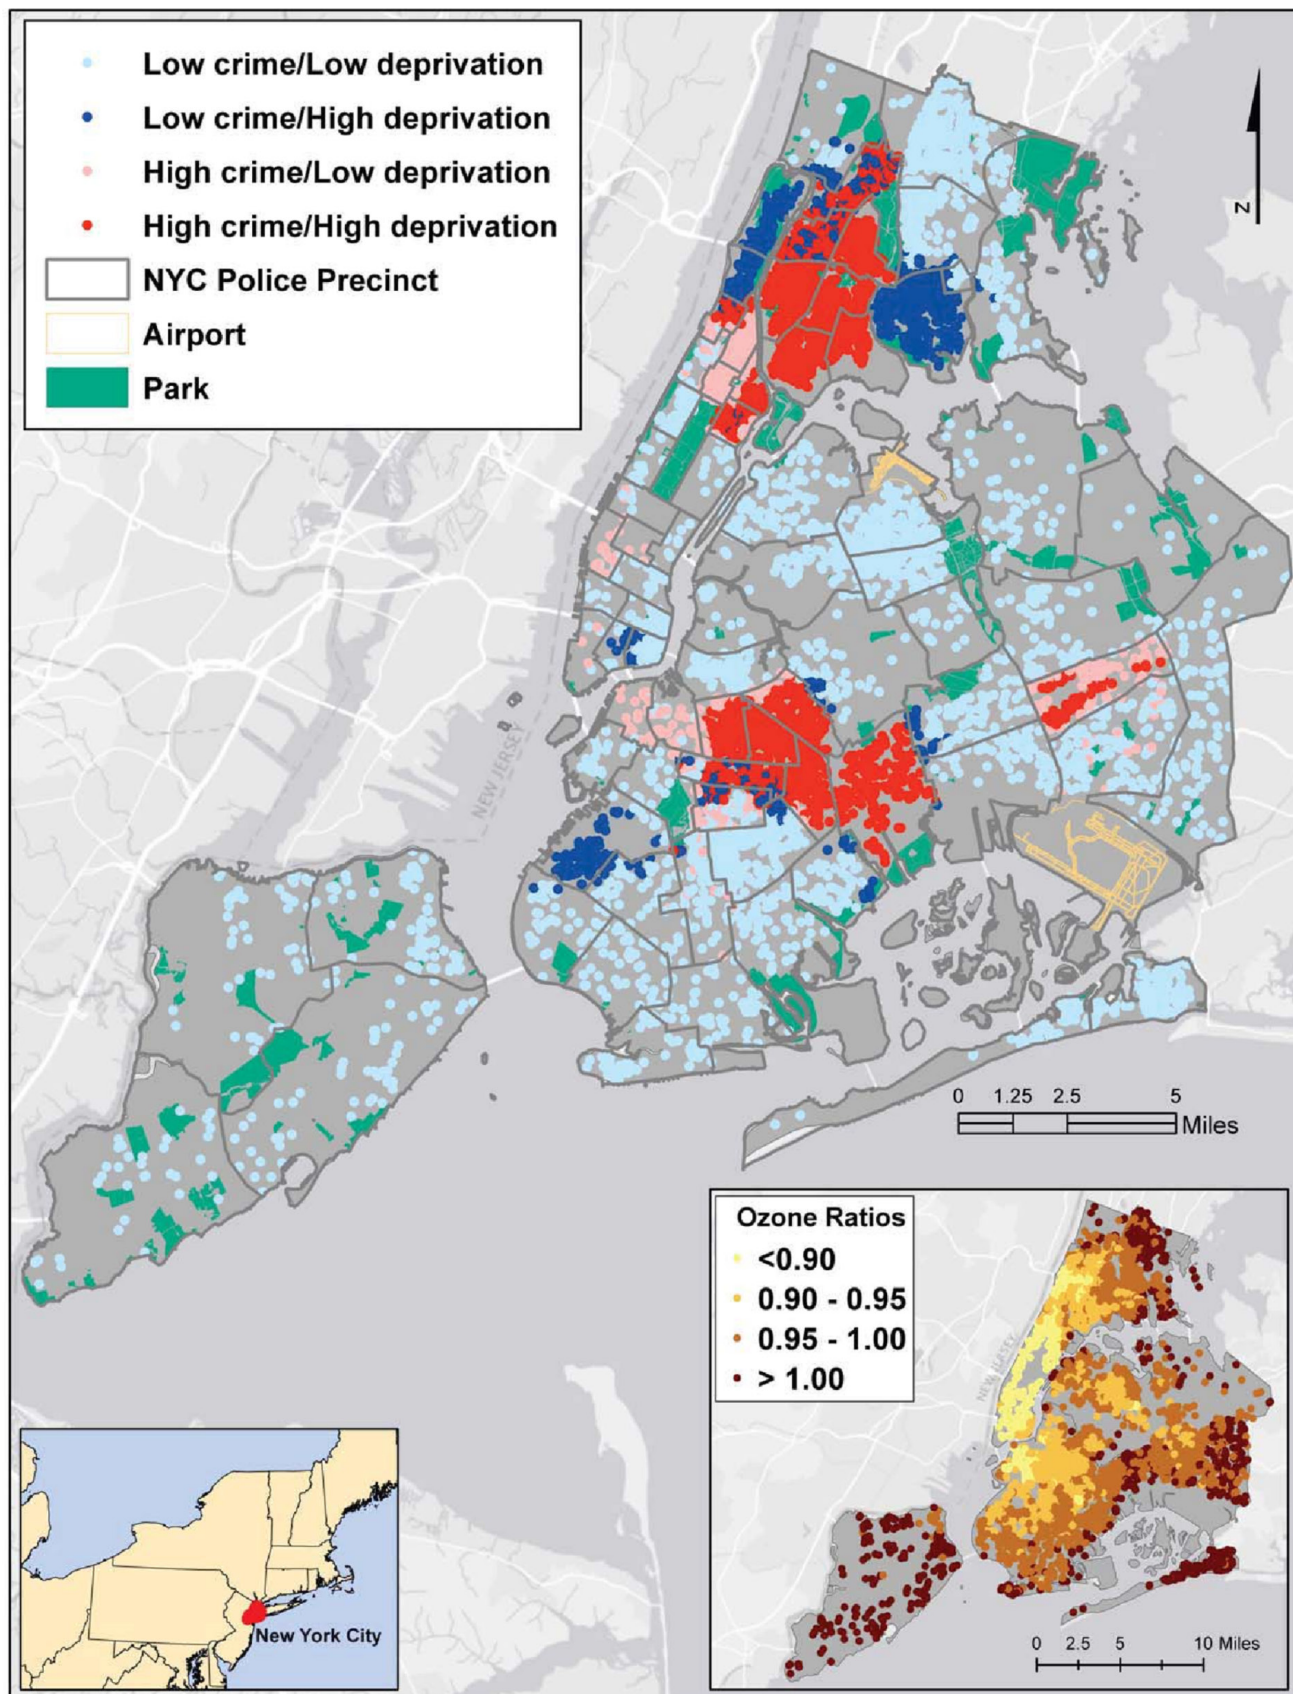 Low crime/Low deprivation
Low crime/High deprivation
High crime/Low deprivation
High crime/High deprivation
NYC Police Precinct
Airport
Park
N
NEW JERSEY
0 1.25 2.5 5
Miles
Ozone Ratios
<0.90
0.90 - 0.95
0.95 - 1.00
> 1.00
NEW JERSEY
0 2.5 5 10 Miles
New York City